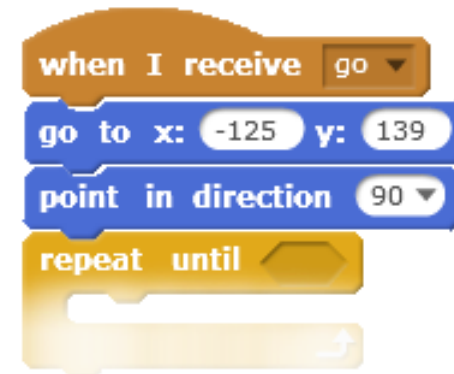 when I receive go
go to x: -125 y: 139
point in direction 90
repeat until